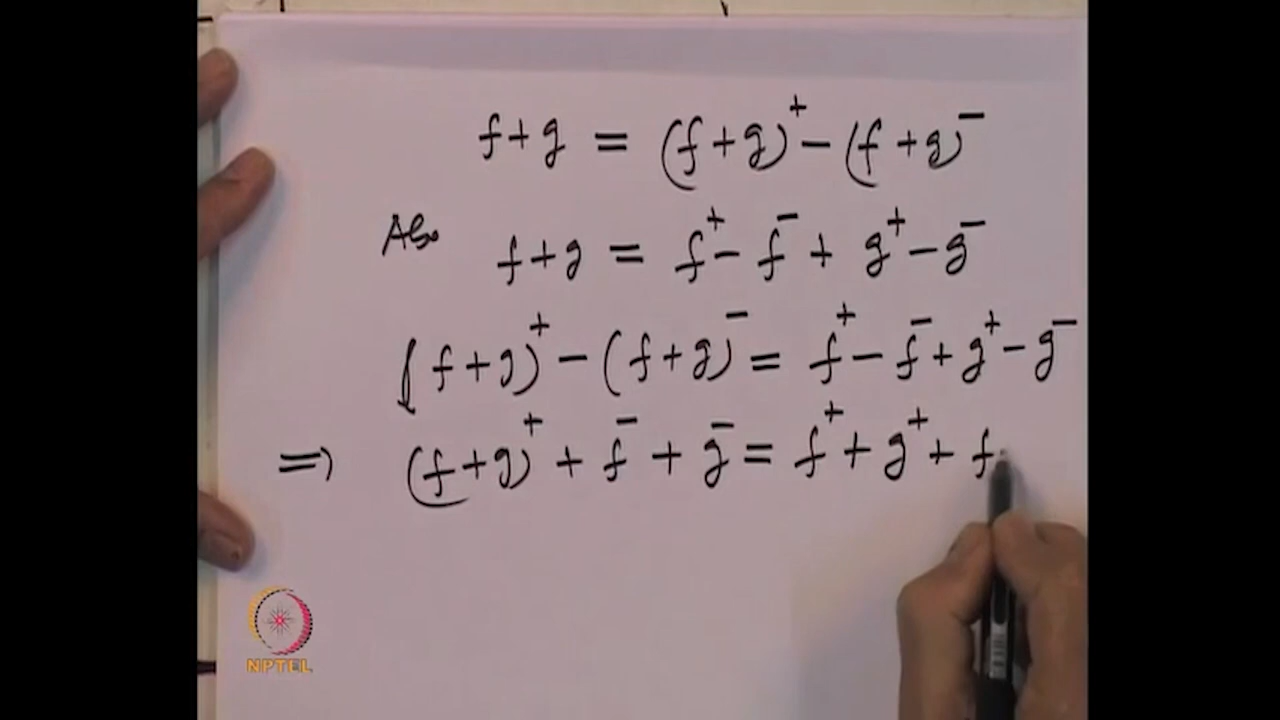 f+g = (f+g)⁺ - (f+g)⁻
Also f+g = f⁺ - f⁻ + g⁺ - g⁻
(f+g)⁺ - (f+g)⁻ = f⁺ - f⁻ + g⁺ - g⁻
⇒ (f+g)⁺ + f⁻ + g⁻ = f⁺ + g⁺ + f
NPTEL